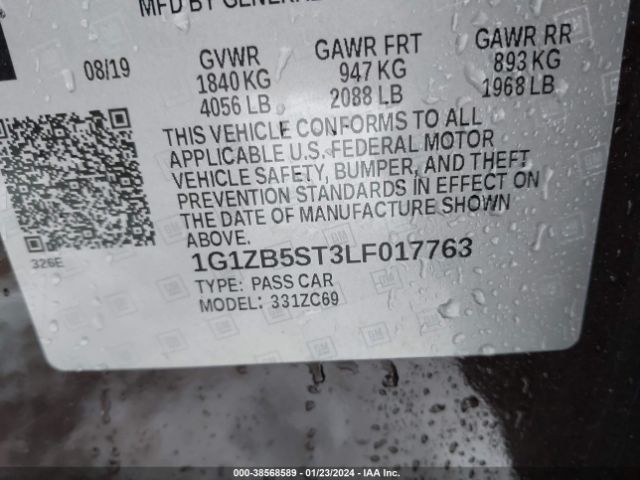 MFD BY GENERAL
08/19
GVWR
1840 KG
4056 LB
GAWR FRT
947 KG
2088 LB
GAWR RR
893 KG
1968 LB
THIS VEHICLE CONFORMS TO ALL
APPLICABLE U.S. FEDERAL MOTOR
VEHICLE SAFETY, BUMPER, AND THEFT
PREVENTION STANDARDS IN EFFECT ON
THE DATE OF MANUFACTURE SHOWN
ABOVE.
326E
1G1ZB5ST3LF017763
TYPE: PASS CAR
MODEL: 331ZC69
000-38568589 - 01/23/2024 - IAA Inc.